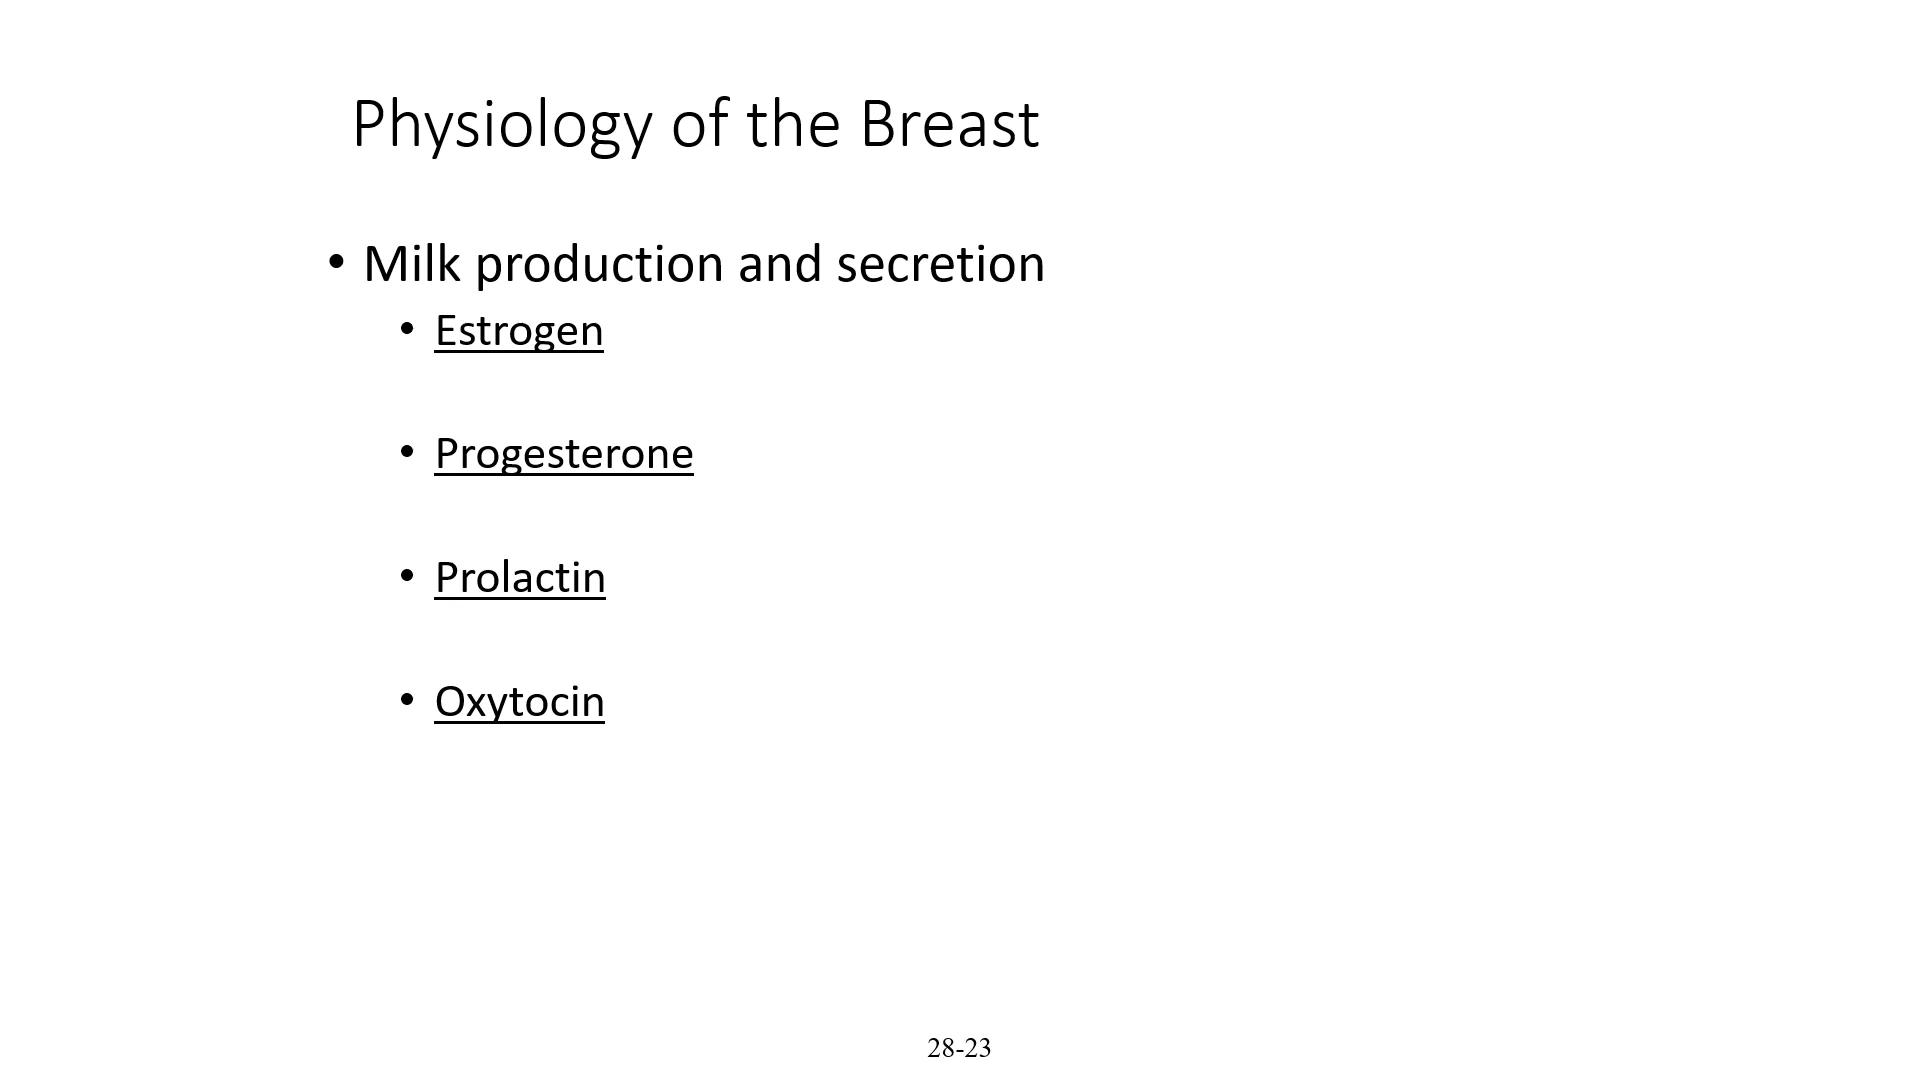 Physiology of the Breast
• Milk production and secretion
• Estrogen
• Progesterone
• Prolactin
• Oxytocin
28-23